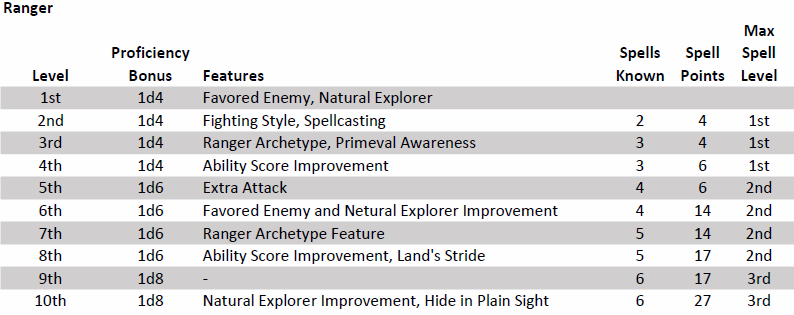 Ranger
Max
Proficiency Spells Spell Spell
Level Bonus Features Known Points Level
1st 1d4 Favored Enemy, Natural Explorer
2nd 1d4 Fighting Style, Spellcasting 2 4 1st
3rd 1d4 Ranger Archetype, Primeval Awareness 3 4 1st
4th 1d4 Ability Score Improvement 3 6 1st
5th 1d6 Extra Attack 4 6 2nd
6th 1d6 Favored Enemy and Netural Explorer Improvement 4 14 2nd
7th 1d6 Ranger Archetype Feature 5 14 2nd
8th 1d6 Ability Score Improvement, Land's Stride 5 17 2nd
9th 1d8 - 6 17 3rd
10th 1d8 Natural Explorer Improvement, Hide in Plain Sight 6 27 3rd